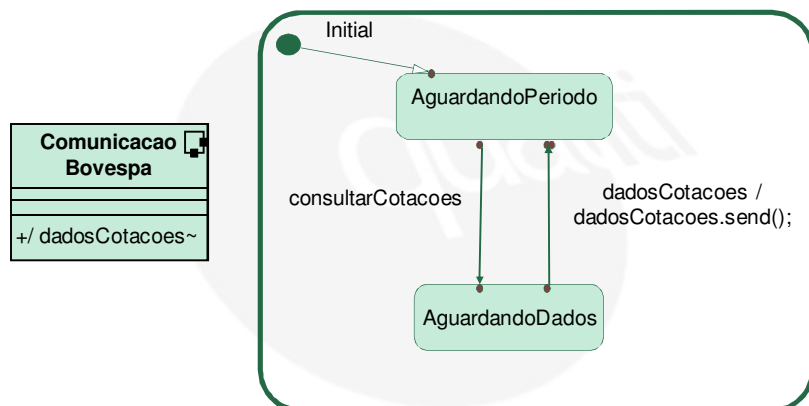 Initial
AguardandoPeriodo
Comunicacao
Bovespa
+/ dadosCotacoes~
consultarCotacoes
dadosCotacoes /
dadosCotacoes.send();
AguardandoDados